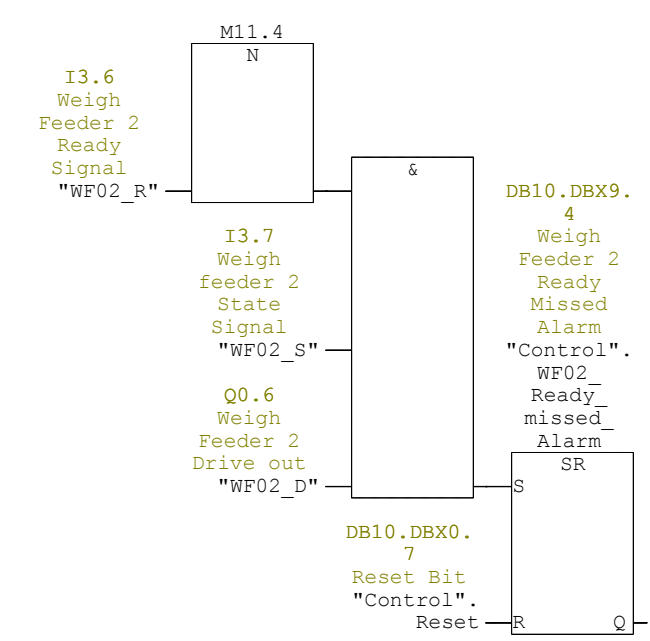 M11.4
N
I3.6
Weigh
Feeder 2
Ready
Signal
"WF02_R"
&
I3.7
Weigh
feeder 2
State
Signal
"WF02_S"
Q0.6
Weigh
Feeder 2
Drive out
"WF02_D"
DB10.DBX9.
4
Weigh
Feeder 2
Ready
Missed
Alarm
"Control".
WF02_
Ready_
missed_
Alarm
SR
S
DB10.DBX0.
7
Reset Bit
"Control".
Reset
R
Q